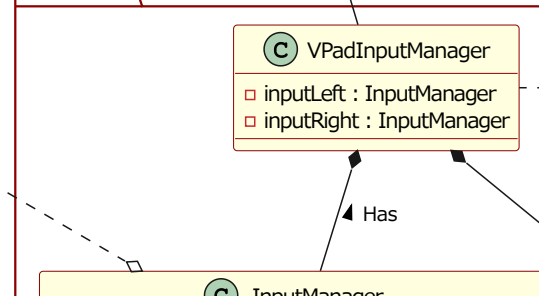 C VPadInputManager
inputLeft : InputManager
inputRight : InputManager
Has
C InputManager